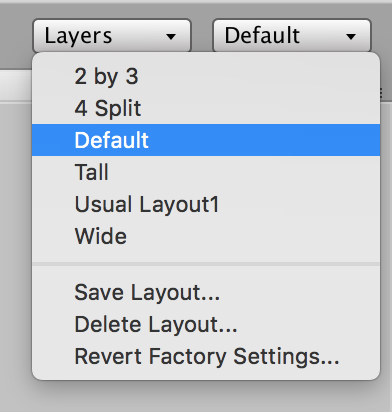 Layers Default
2 by 3
4 Split
Default
Tall
Usual Layout1
Wide
Save Layout...
Delete Layout...
Revert Factory Settings...